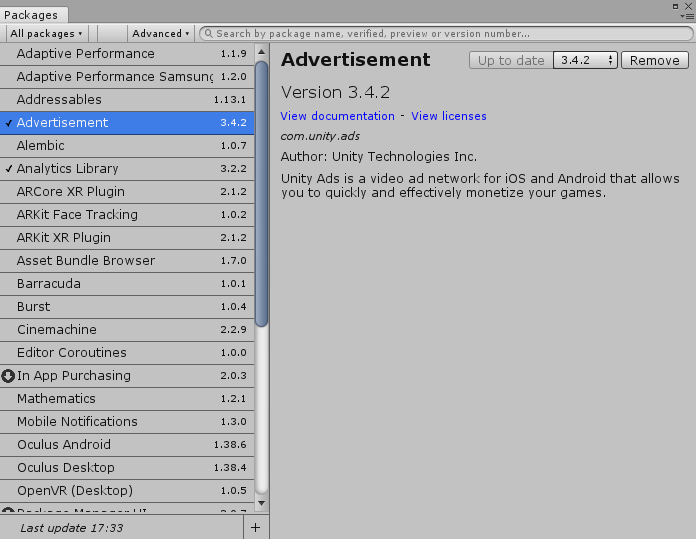 Packages
All packages
Advanced
Search by package name, verified, preview or version number...
Adaptive Performance 1.1.9
Adaptive Performance Samsung 1.2.0
Addressables 1.13.1
Advertisement 3.4.2
Alembic 1.0.7
Analytics Library 3.2.2
ARCore XR Plugin 2.1.2
ARKit Face Tracking 1.0.2
ARKit XR Plugin 2.1.2
Asset Bundle Browser 1.7.0
Barracuda 1.0.1
Burst 1.0.4
Cinemachine 2.2.9
Editor Coroutines 1.0.0
In App Purchasing 2.0.3
Mathematics 1.2.1
Mobile Notifications 1.3.0
Oculus Android 1.38.6
Oculus Desktop 1.38.4
OpenVR (Desktop) 1.0.5
Package Manager UI 2.0.7
Last update 17:33 +
Advertisement
Up to date 3.4.2 Remove
Version 3.4.2
View documentation - View licenses
com.unity.ads
Author: Unity Technologies Inc.
Unity Ads is a video ad network for iOS and Android that allows
you to quickly and effectively monetize your games.